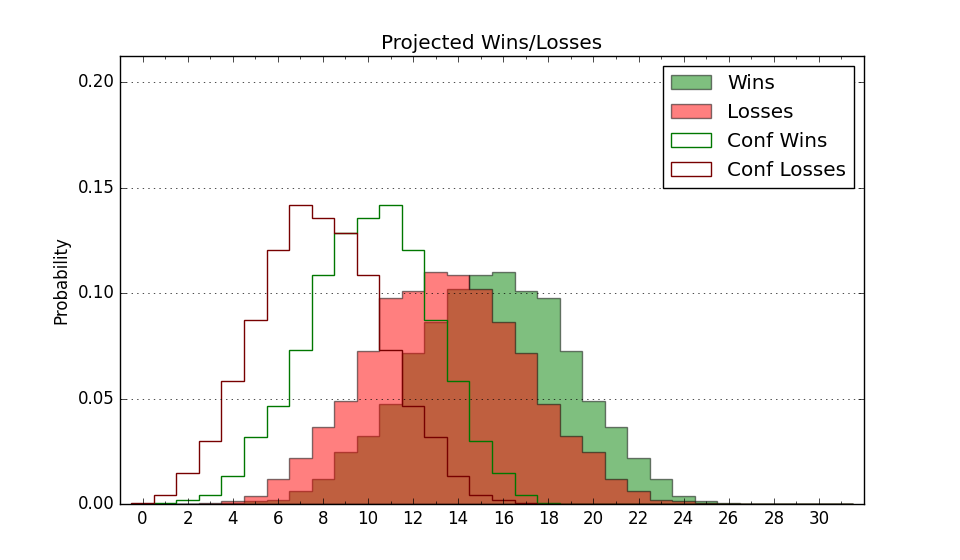 Projected Wins/Losses
Wins
Losses
Conf Wins
Conf Losses
Probability
0.20
0.15
0.10
0.05
0.00
0 2 4 6 8 10 12 14 16 18 20 22 24 26 28 30